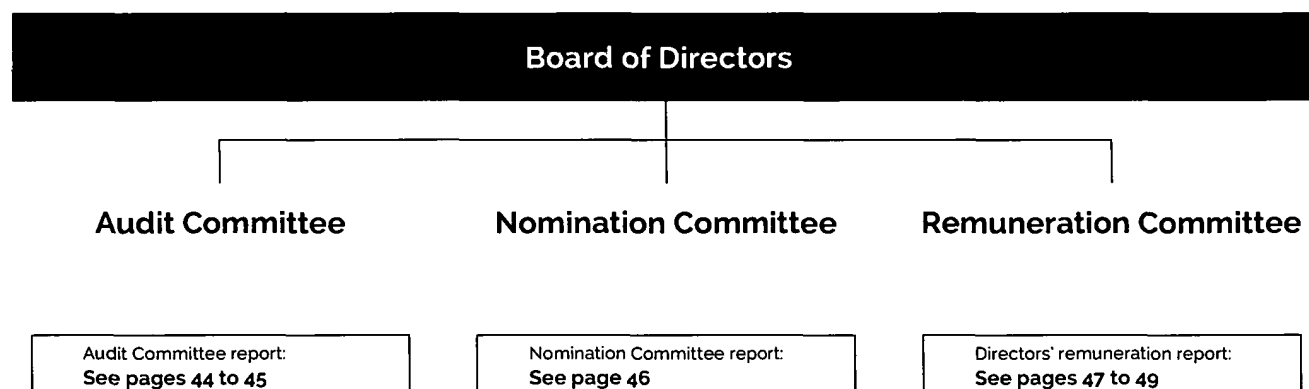 Board of Directors
Audit Committee
Nomination Committee
Remuneration Committee
Audit Committee report:
See pages 44 to 45
Nomination Committee report:
See page 46
Directors' remuneration report:
See pages 47 to 49